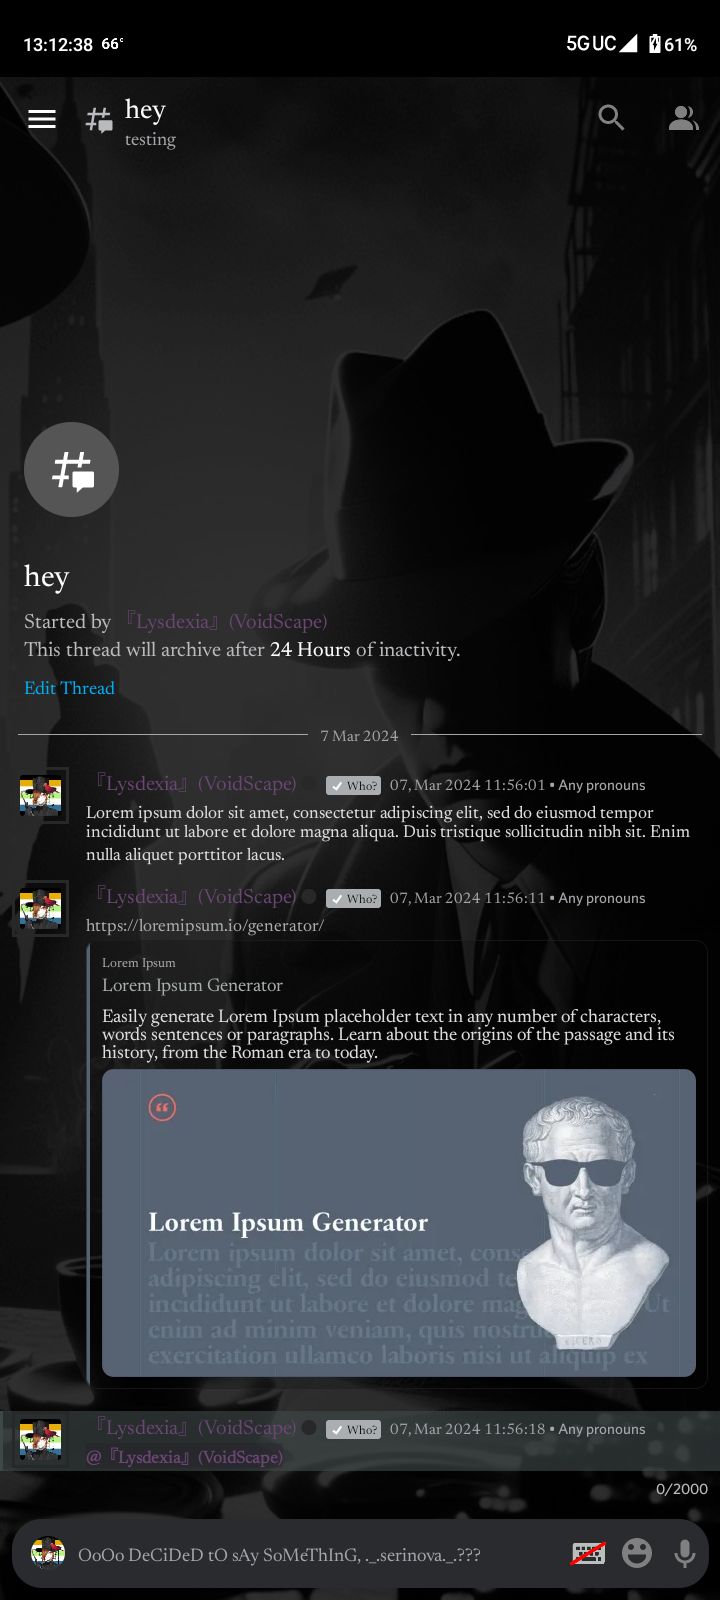 13:12:38 66°
5G UC 61%
hey
testing
hey
Started by 『Lysdexia』 (VoidScape)
This thread will archive after 24 Hours of inactivity.
Edit Thread
7 Mar 2024
『Lysdexia』 (VoidScape) ✓ Who? 07, Mar 2024 11:56:01 • Any pronouns
Lorem ipsum dolor sit amet, consectetur adipiscing elit, sed do eiusmod tempor
incididunt ut labore et dolore magna aliqua. Duis tristique sollicitudin nibh sit. Enim
nulla aliquet porttitor lacus.
『Lysdexia』 (VoidScape) ✓ Who? 07, Mar 2024 11:56:11 • Any pronouns
https://loremipsum.io/generator/
Lorem Ipsum
Lorem Ipsum Generator
Easily generate Lorem Ipsum placeholder text in any number of characters,
words sentences or paragraphs. Learn about the origins of the passage and its
history, from the Roman era to today.
Lorem Ipsum Generator
Lorem ipsum dolor sit amet, conse
adipiscing elit, sed do eiusmod te
incididunt ut labore et dolore mag Ut
enim ad minim veniam, quis nostru
exercitation ullamco laboris nisi ut aliquip ex
『Lysdexia』 (VoidScape) ✓ Who? 07, Mar 2024 11:56:18 • Any pronouns
@『Lysdexia』 (VoidScape)
0/2000
OoOo DeCiDeD tO sAy SoMeThInG, ._.serinova._.???